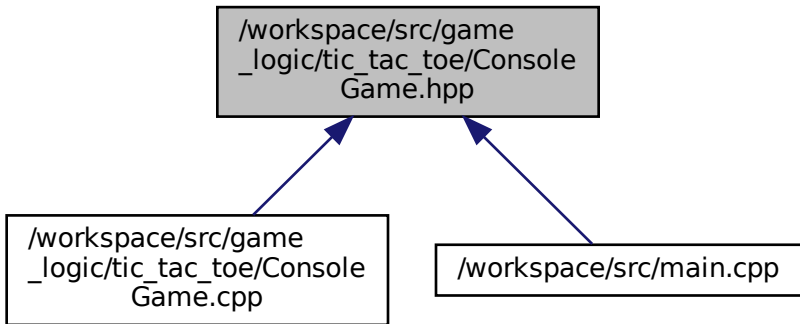 /workspace/src/game
_logic/tic_tac_toe/Console
Game.hpp
/workspace/src/game
_logic/tic_tac_toe/Console
Game.cpp
/workspace/src/main.cpp